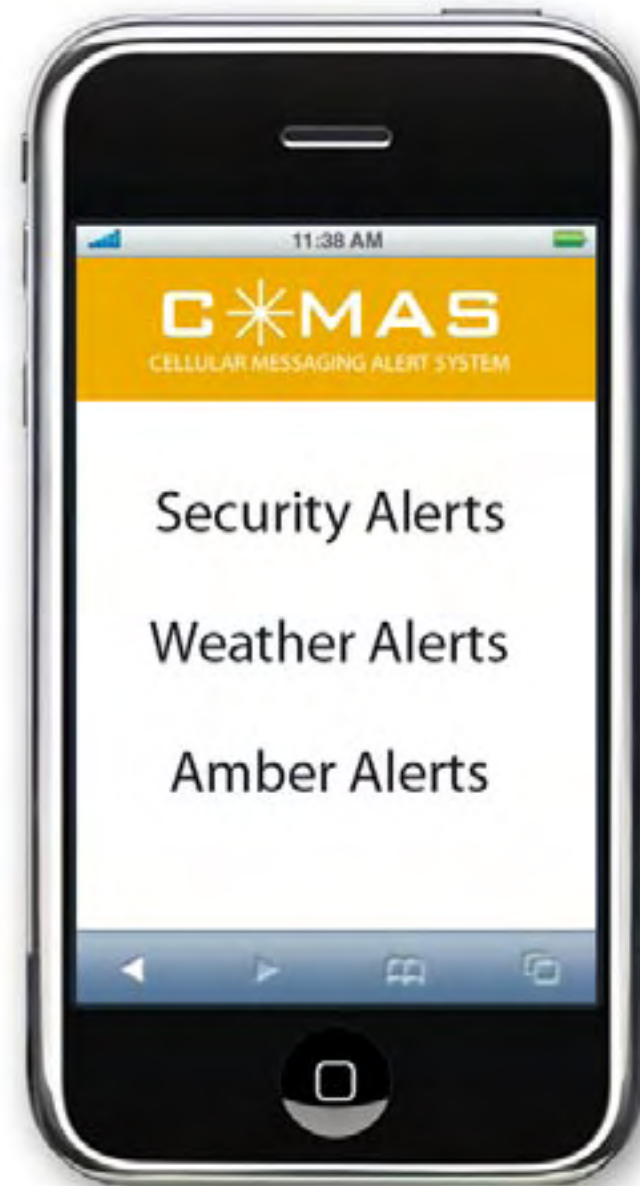 11:38 AM
C*MAS
CELLULAR MESSAGING ALERT SYSTEM
Security Alerts
Weather Alerts
Amber Alerts